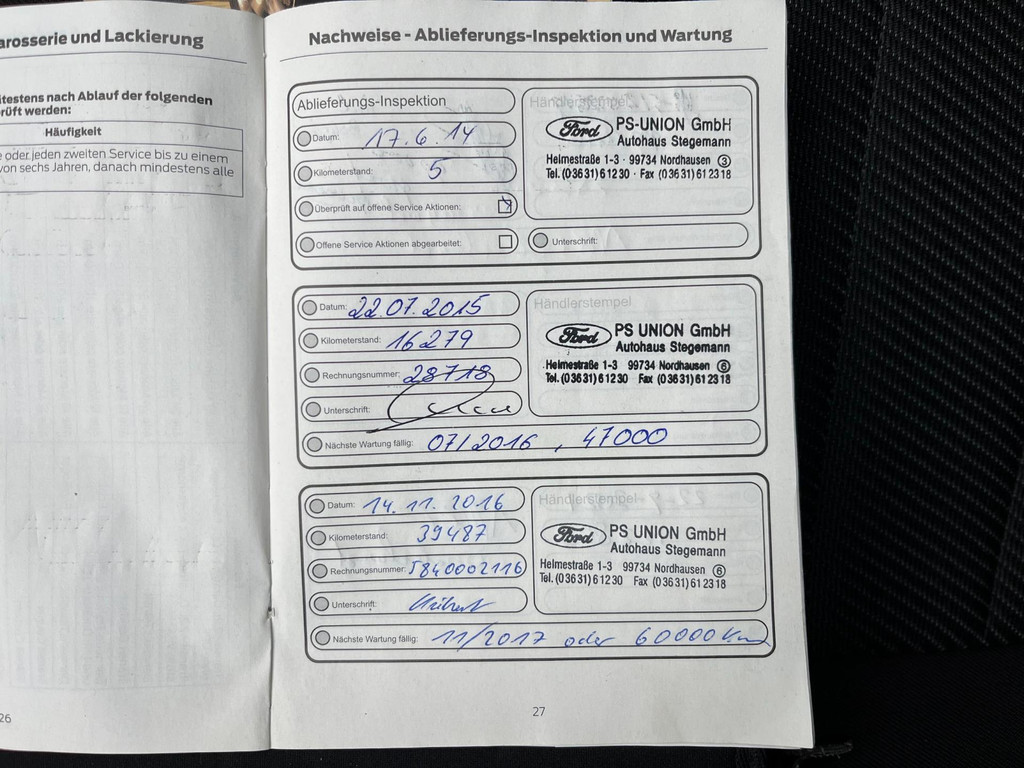 arosserie und Lackierung
itestens nach Ablauf der folgenden
rüft werden:
Häufigkeit
e oder jeden zweiten Service bis zu einem
von sechs Jahren, danach mindestens alle
26
Nachweise - Ablieferungs-Inspektion und Wartung
Ablieferungs-Inspektion
Datum: 17.6.14
Kilometerstand: 5
Überprüft auf offene Service Aktionen:
Offene Service Aktionen abgearbeitet:
Händlerstempel
Ford PS-UNION GmbH
Autohaus Stegemann
Helmestraße 1-3 · 99734 Nordhausen ③
Tel. (03631) 61230 · Fax (03631) 612318
Unterschrift:
Datum: 22.07.2015
Kilometerstand: 16279
Rechnungsnummer: 28718
Unterschrift:
Nächste Wartung fällig: 07/2016, 47000
Händlerstempel
Ford PS UNION GmbH
Autohaus Stegemann
Helmestraße 1-3 99734 Nordhausen ⑥
Tel. (03631) 61230 Fax (03631) 612318
Datum: 14.11.2016
Kilometerstand: 39487
Rechnungsnummer: 5840002116
Unterschrift:
Nächste Wartung fällig: 11/2017 oder 60000 Km
Händlerstempel
Ford PS UNION GmbH
Autohaus Stegemann
Helmestraße 1-3 99734 Nordhausen ⑥
Tel. (03631) 61230 Fax (03631) 612318
27